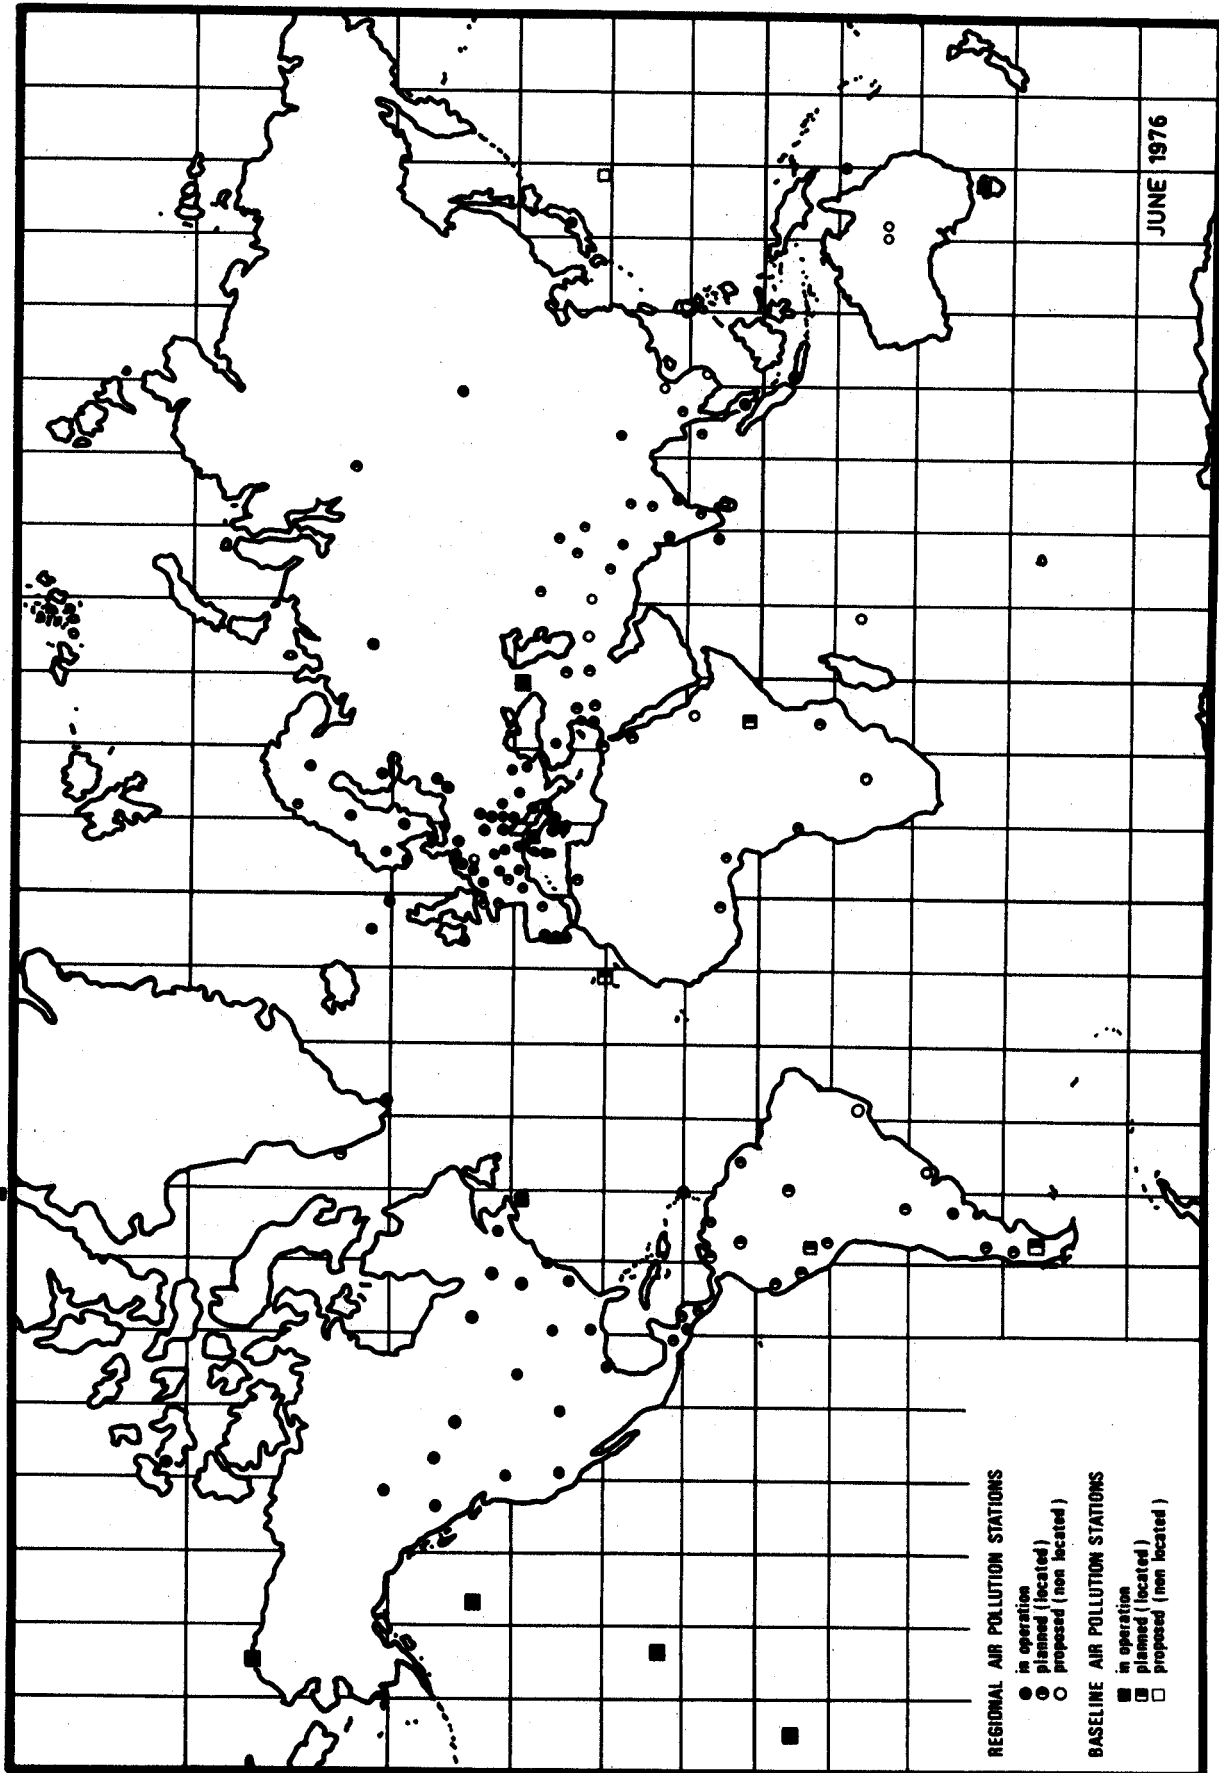 JUNE 1976
REGIONAL AIR POLLUTION STATIONS
in operation
planned (located)
proposed (non located)
BASELINE AIR POLLUTION STATIONS
in operation
planned (located)
proposed (non located)